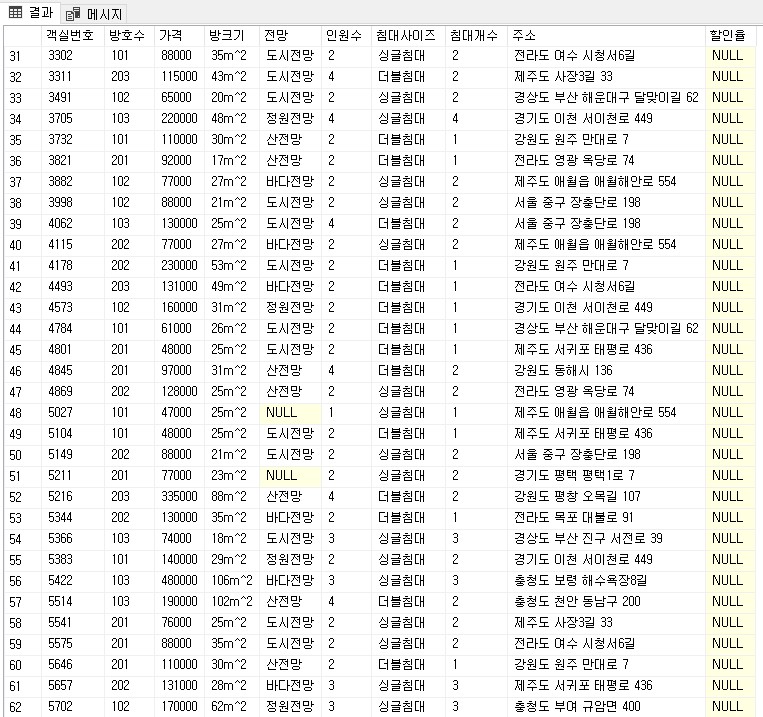 결과 메시지
객실번호 방호수 가격 방크기 전망 인원수 침대사이즈 침대개수 주소 할인율
31 3302 101 88000 35m^2 도시전망 2 싱글침대 2 전라도 여수 시청서6길 NULL
32 3311 203 115000 43m^2 도시전망 4 더블침대 2 제주도 사장3길 33 NULL
33 3491 102 65000 20m^2 도시전망 2 싱글침대 2 경상도 부산 해운대구 달맞이길 62 NULL
34 3705 103 220000 48m^2 정원전망 4 싱글침대 4 경기도 이천 서이천로 449 NULL
35 3732 101 110000 30m^2 산전망 2 더블침대 1 강원도 원주 만대로 7 NULL
36 3821 201 92000 17m^2 산전망 2 더블침대 1 전라도 영광 옥당로 74 NULL
37 3882 102 77000 27m^2 바다전망 2 싱글침대 2 제주도 애월읍 애월해안로 554 NULL
38 3998 102 88000 21m^2 도시전망 2 싱글침대 2 서울 중구 장충단로 198 NULL
39 4062 103 130000 25m^2 도시전망 4 더블침대 2 서울 중구 장충단로 198 NULL
40 4115 202 77000 27m^2 바다전망 2 싱글침대 2 제주도 애월읍 애월해안로 554 NULL
41 4178 202 230000 53m^2 도시전망 2 더블침대 1 강원도 원주 만대로 7 NULL
42 4493 203 131000 49m^2 바다전망 2 더블침대 1 전라도 여수 시청서6길 NULL
43 4573 102 160000 31m^2 정원전망 2 더블침대 1 경기도 이천 서이천로 449 NULL
44 4784 101 61000 26m^2 도시전망 2 더블침대 1 경상도 부산 해운대구 달맞이길 62 NULL
45 4801 201 48000 25m^2 도시전망 2 더블침대 1 제주도 서귀포 태평로 436 NULL
46 4845 201 97000 31m^2 산전망 4 더블침대 2 강원도 동해시 136 NULL
47 4869 202 128000 25m^2 산전망 2 싱글침대 2 전라도 영광 옥당로 74 NULL
48 5027 101 47000 25m^2 NULL 1 싱글침대 1 제주도 애월읍 애월해안로 554 NULL
49 5104 101 48000 25m^2 도시전망 2 더블침대 1 제주도 서귀포 태평로 436 NULL
50 5149 202 88000 21m^2 도시전망 2 싱글침대 2 서울 중구 장충단로 198 NULL
51 5211 201 77000 23m^2 NULL 2 싱글침대 2 경기도 평택 평택1로 7 NULL
52 5216 203 335000 88m^2 산전망 4 더블침대 2 강원도 평창 오목길 107 NULL
53 5344 202 130000 35m^2 바다전망 2 더블침대 1 전라도 목포 대불로 91 NULL
54 5366 103 74000 18m^2 도시전망 3 싱글침대 3 경상도 부산 진구 서전로 39 NULL
55 5383 101 140000 29m^2 정원전망 2 싱글침대 2 경기도 이천 서이천로 449 NULL
56 5422 103 480000 106m^2 바다전망 3 싱글침대 3 충청도 보령 해수욕장8길 NULL
57 5514 103 190000 102m^2 산전망 4 더블침대 2 충청도 천안 동남구 200 NULL
58 5541 201 76000 25m^2 도시전망 2 싱글침대 2 제주도 사장3길 33 NULL
59 5575 201 88000 35m^2 도시전망 2 싱글침대 2 전라도 여수 시청서6길 NULL
60 5646 201 110000 30m^2 산전망 2 더블침대 1 강원도 원주 만대로 7 NULL
61 5657 202 131000 28m^2 바다전망 3 싱글침대 3 제주도 서귀포 태평로 436 NULL
62 5702 102 170000 62m^2 정원전망 3 싱글침대 3 충청도 부여 규암면 400 NULL